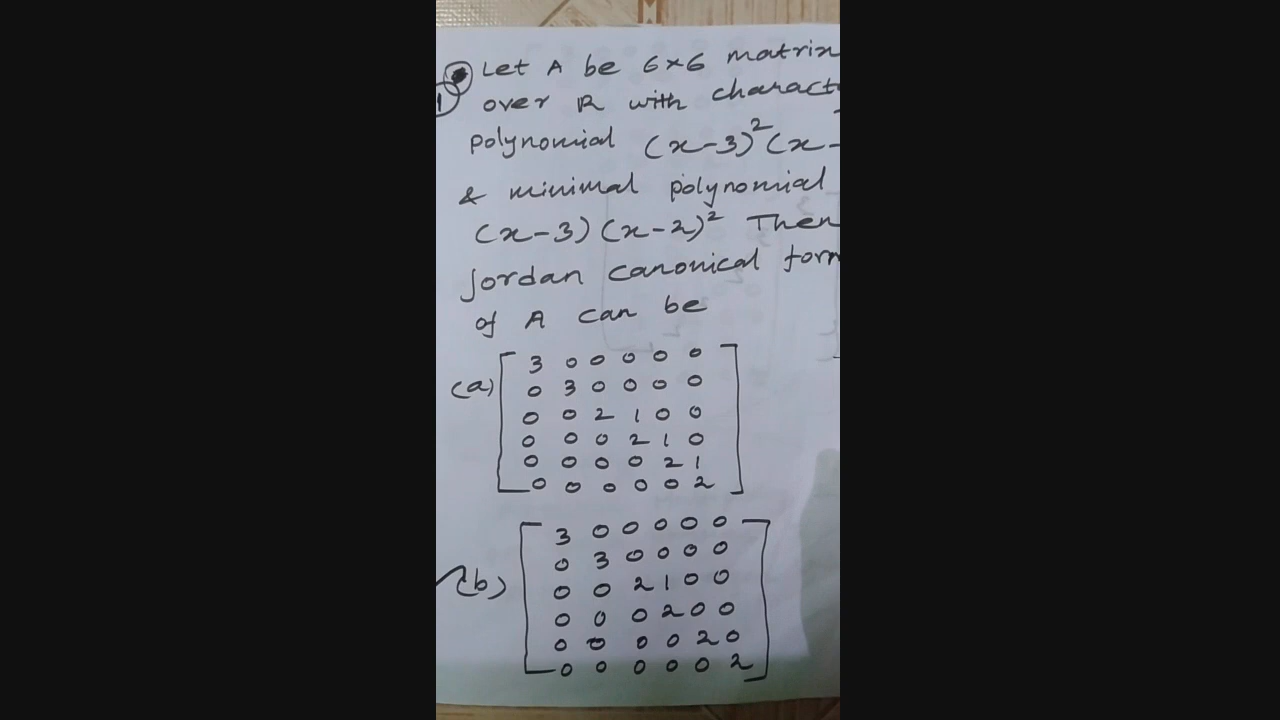 1
Let A be 6×6 matrix
over R with charact
polynomial (x-3)²(x-
& minimal polynomial
(x-3)(x-2)² Then
Jordan canonical form
of A can be
(a) [3 0 0 0 0 0
0 3 0 0 0 0
0 0 2 1 0 0
0 0 0 2 1 0
0 0 0 0 2 1
0 0 0 0 0 2]
(b) [3 0 0 0 0 0
0 3 0 0 0 0
0 0 2 1 0 0
0 0 0 2 0 0
0 0 0 0 2 0
0 0 0 0 0 2]